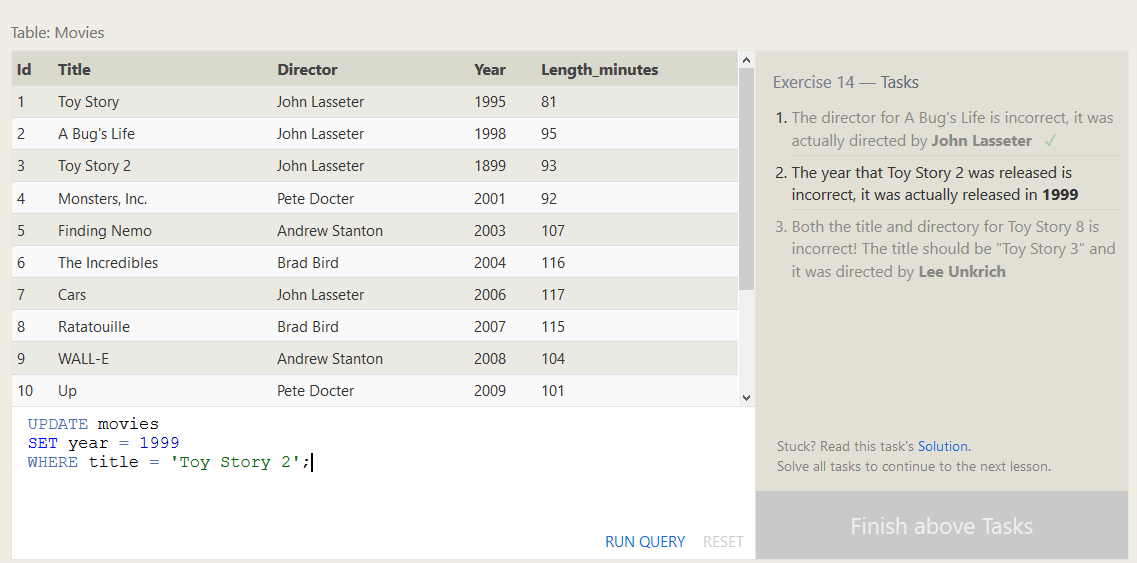 Table: Movies
Id Title Director Year Length_minutes
1 Toy Story John Lasseter 1995 81
2 A Bug's Life John Lasseter 1998 95
3 Toy Story 2 John Lasseter 1899 93
4 Monsters, Inc. Pete Docter 2001 92
5 Finding Nemo Andrew Stanton 2003 107
6 The Incredibles Brad Bird 2004 116
7 Cars John Lasseter 2006 117
8 Ratatouille Brad Bird 2007 115
9 WALL-E Andrew Stanton 2008 104
10 Up Pete Docter 2009 101
UPDATE movies
SET year = 1999
WHERE title = 'Toy Story 2';
RUN QUERY RESET
Exercise 14 — Tasks
1. The director for A Bug's Life is incorrect, it was
actually directed by John Lasseter ✓
2. The year that Toy Story 2 was released is
incorrect, it was actually released in 1999
3. Both the title and directory for Toy Story 8 is
incorrect! The title should be "Toy Story 3" and
it was directed by Lee Unkrich
Stuck? Read this task's Solution.
Solve all tasks to continue to the next lesson.
Finish above Tasks